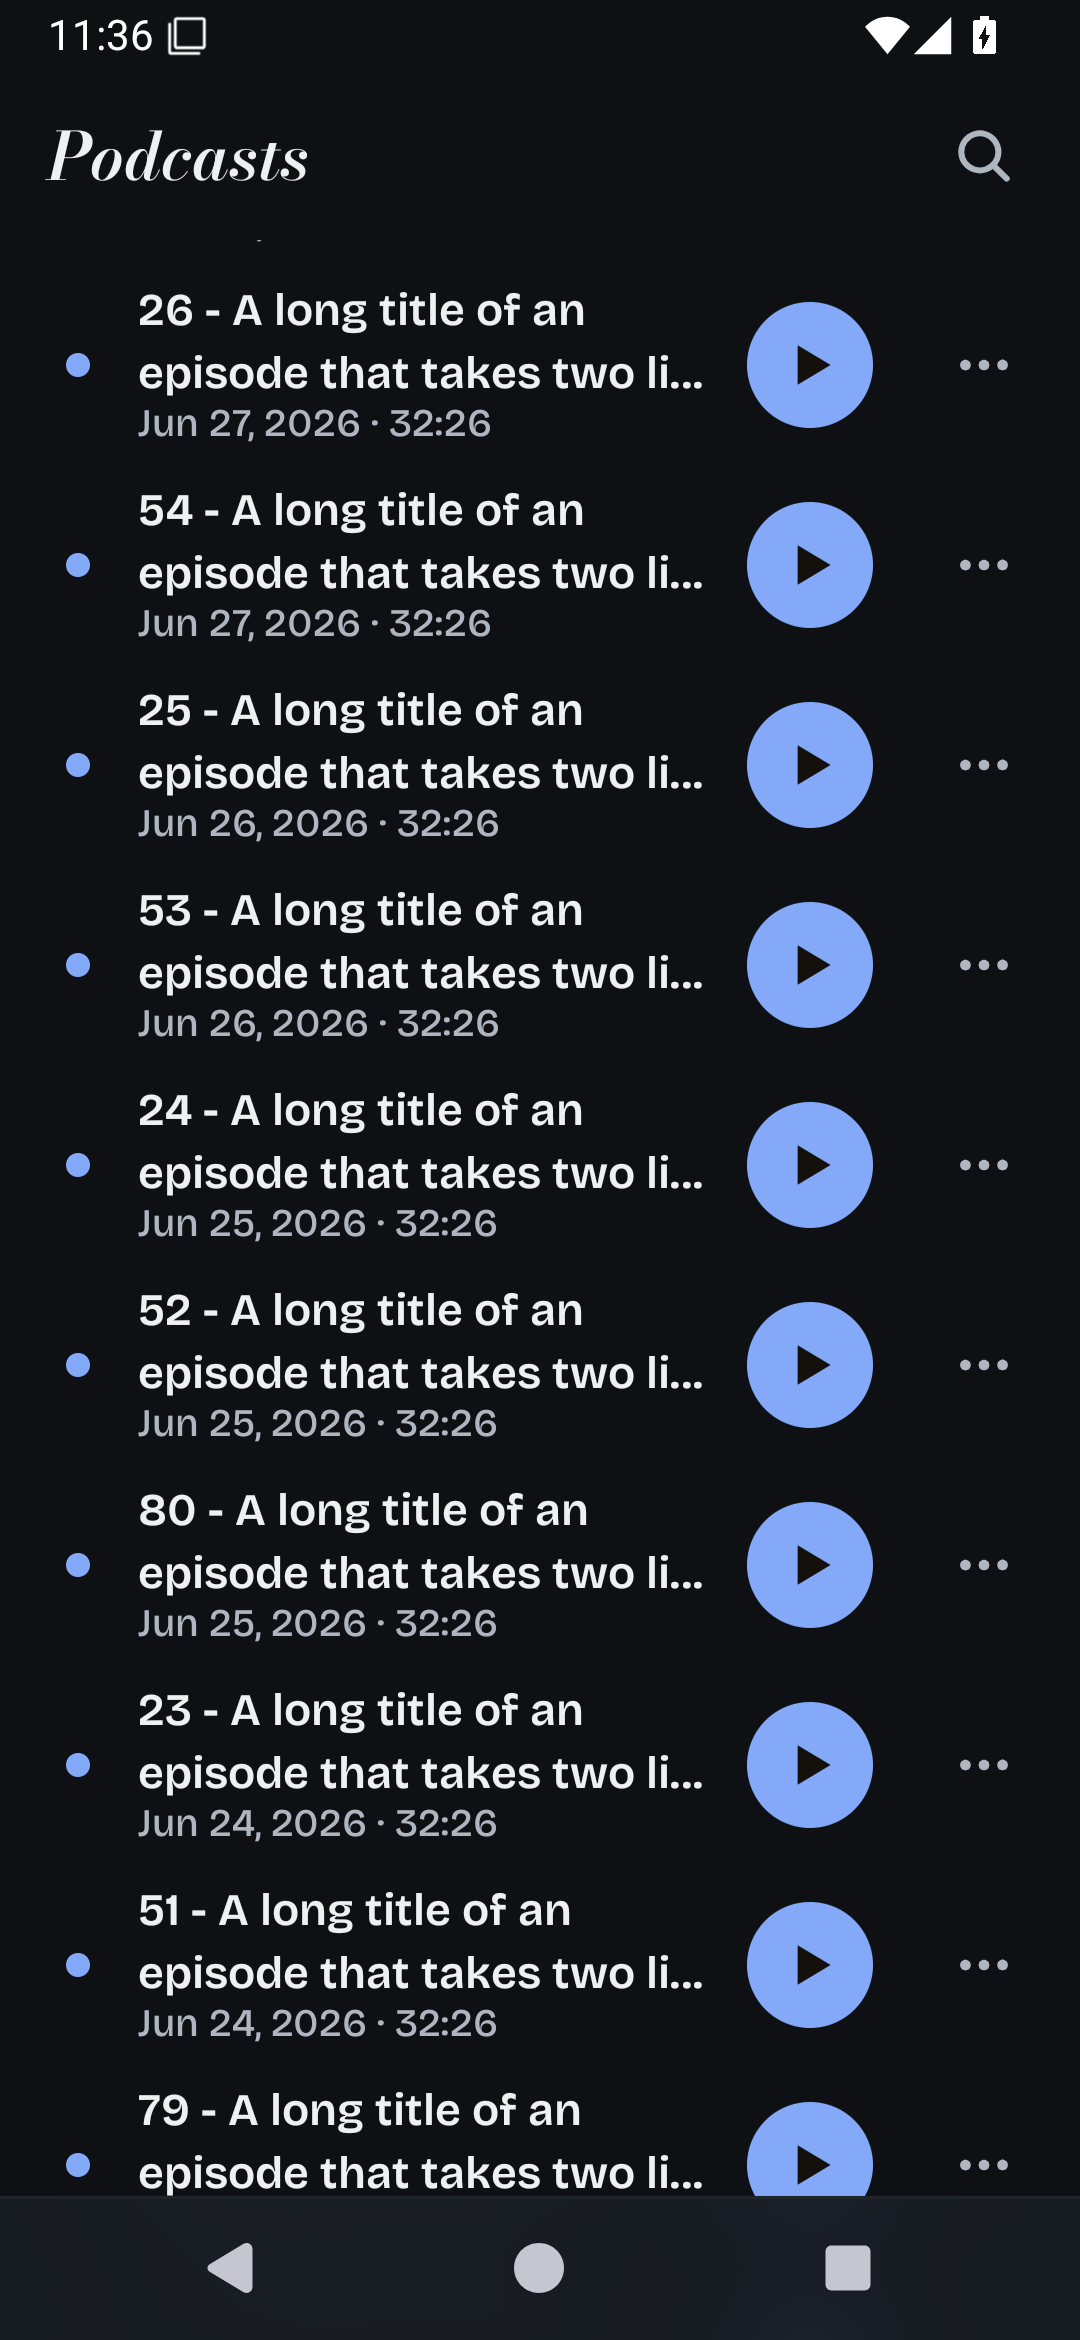 11:36
Podcasts
26 - A long title of an
episode that takes two li...
Jun 27, 2026 · 32:26
54 - A long title of an
episode that takes two li...
Jun 27, 2026 · 32:26
25 - A long title of an
episode that takes two li...
Jun 26, 2026 · 32:26
53 - A long title of an
episode that takes two li...
Jun 26, 2026 · 32:26
24 - A long title of an
episode that takes two li...
Jun 25, 2026 · 32:26
52 - A long title of an
episode that takes two li...
Jun 25, 2026 · 32:26
80 - A long title of an
episode that takes two li...
Jun 25, 2026 · 32:26
23 - A long title of an
episode that takes two li...
Jun 24, 2026 · 32:26
51 - A long title of an
episode that takes two li...
Jun 24, 2026 · 32:26
79 - A long title of an
episode that takes two li...